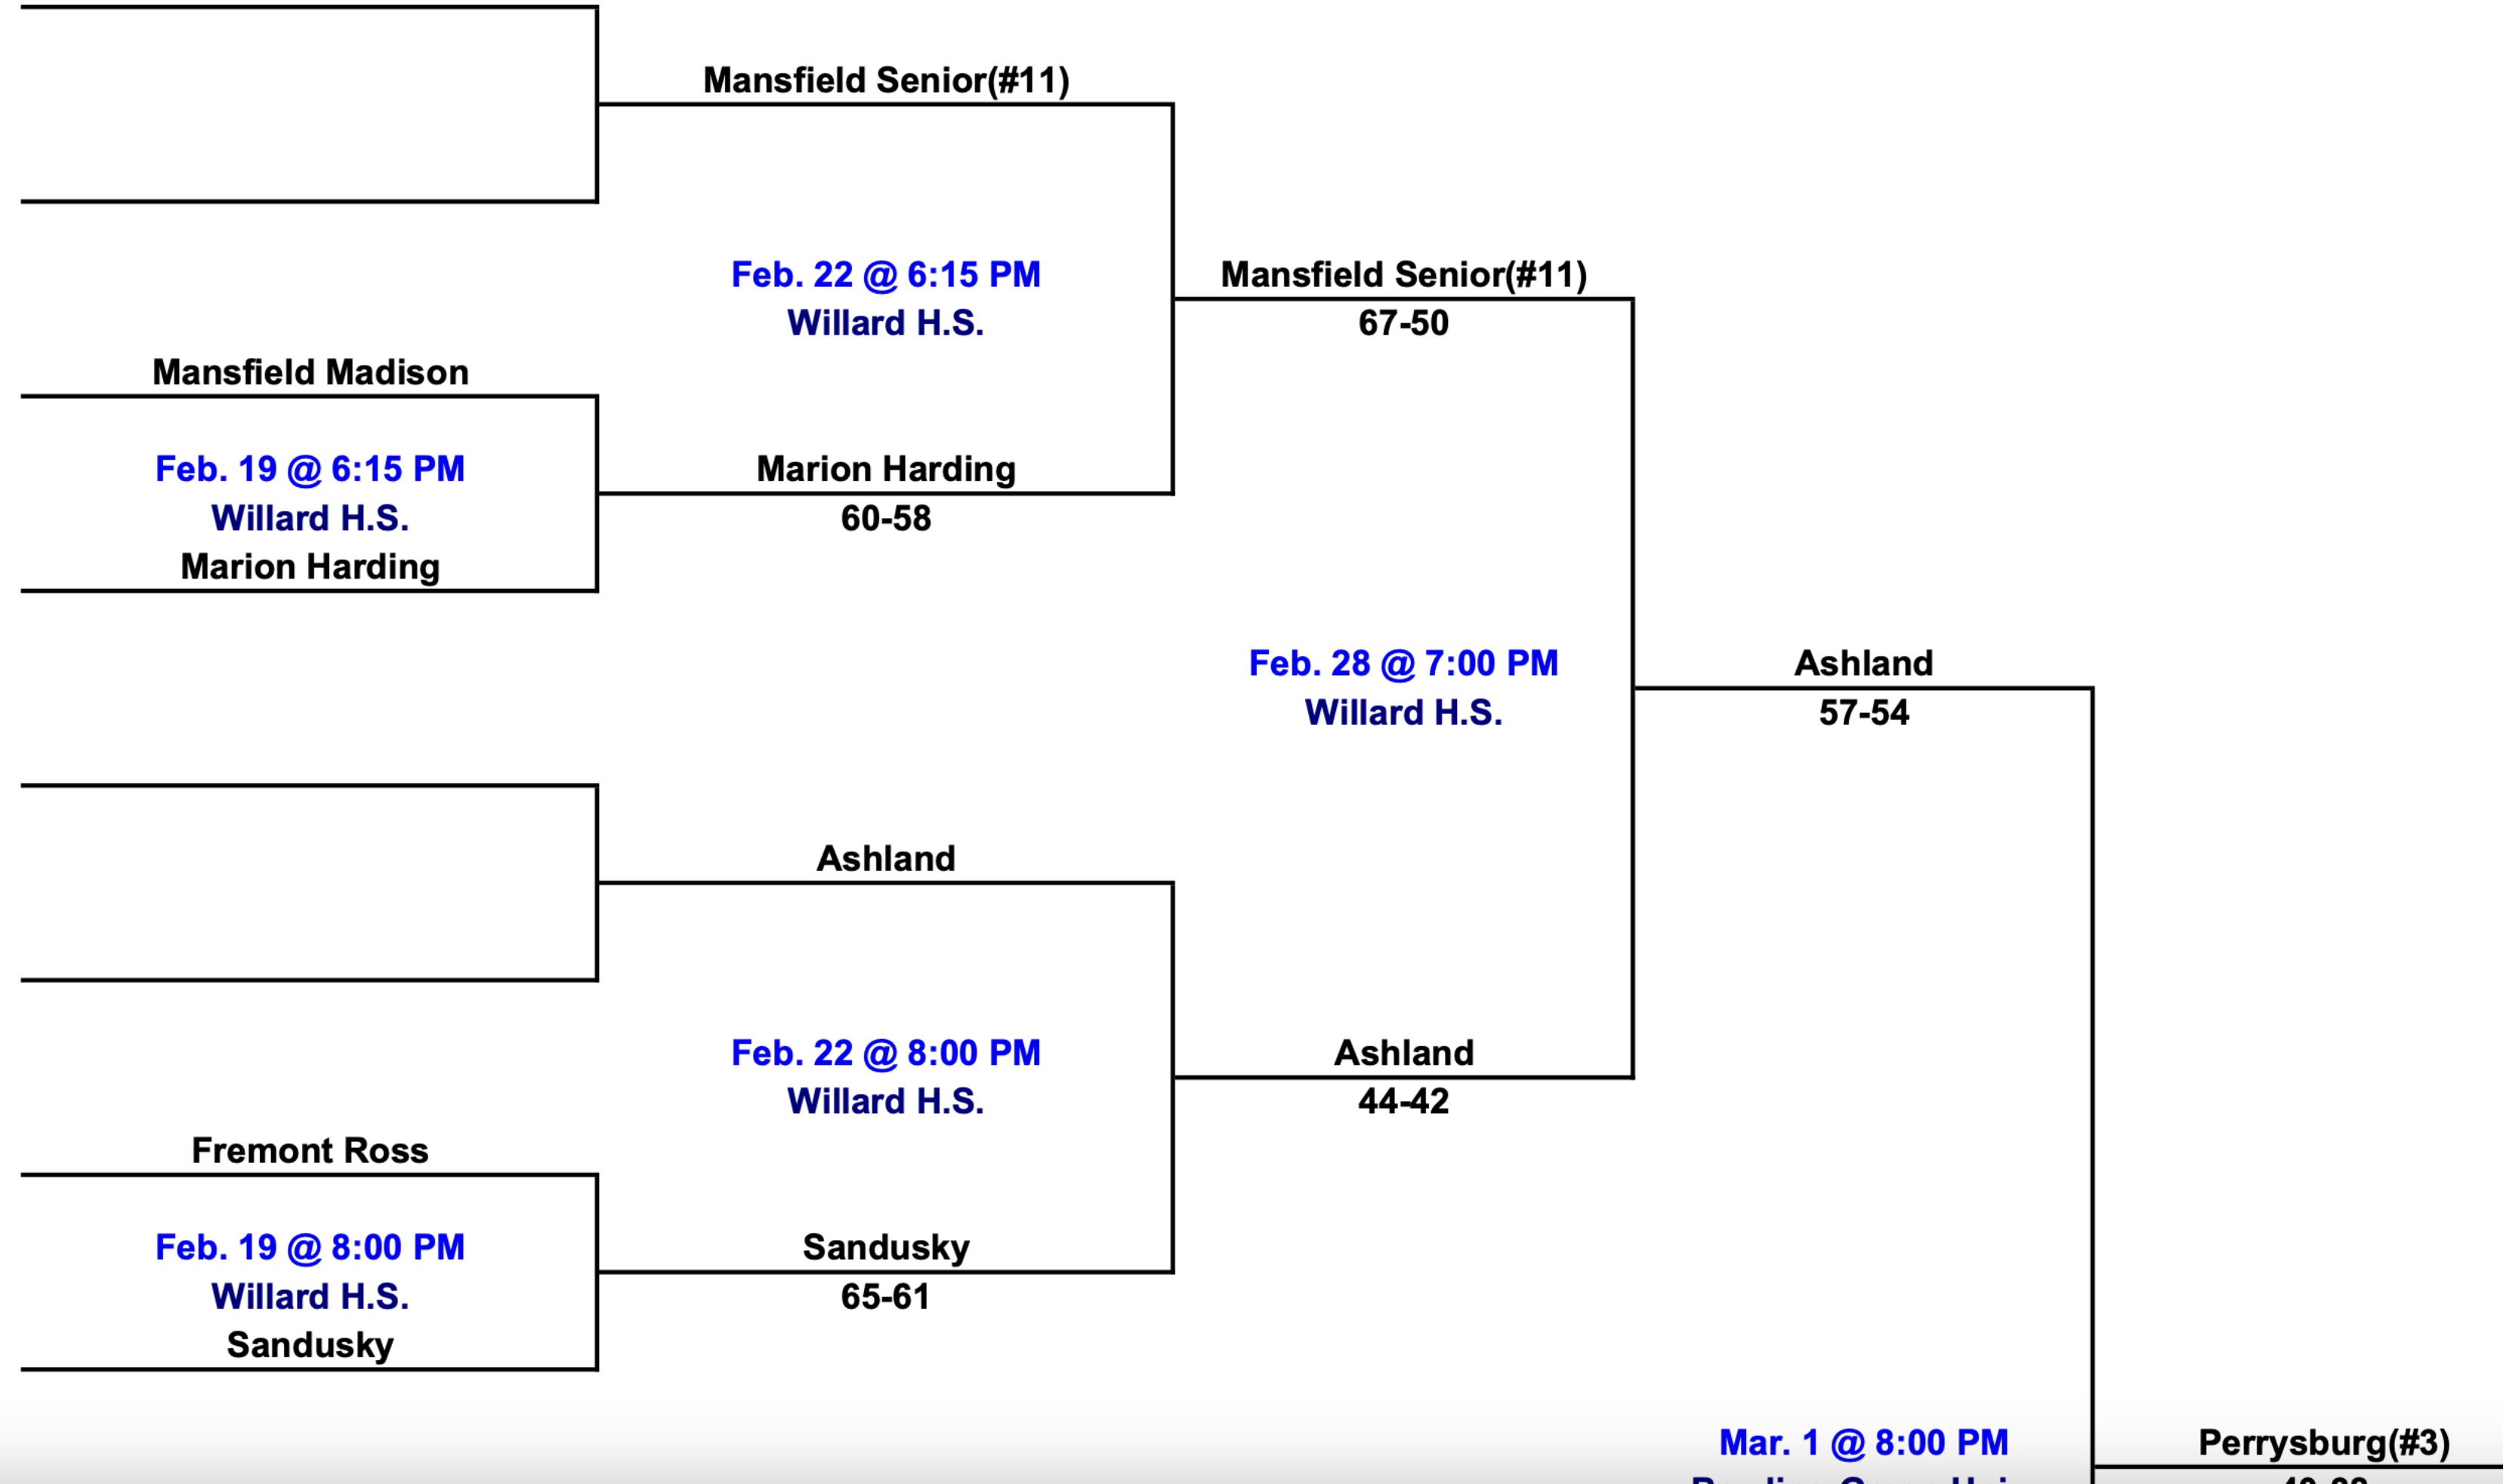 Mansfield Senior(#11)
Feb. 22 @ 6:15 PM
Willard H.S.
Mansfield Senior(#11)
67-50
Mansfield Madison
Feb. 19 @ 6:15 PM
Willard H.S.
Marion Harding
Marion Harding
60-58
Feb. 28 @ 7:00 PM
Willard H.S.
Ashland
57-54
Ashland
Feb. 22 @ 8:00 PM
Willard H.S.
Ashland
44-42
Fremont Ross
Feb. 19 @ 8:00 PM
Willard H.S.
Sandusky
Sandusky
65-61
Mar. 1 @ 8:00 PM
Perrysburg(#3)